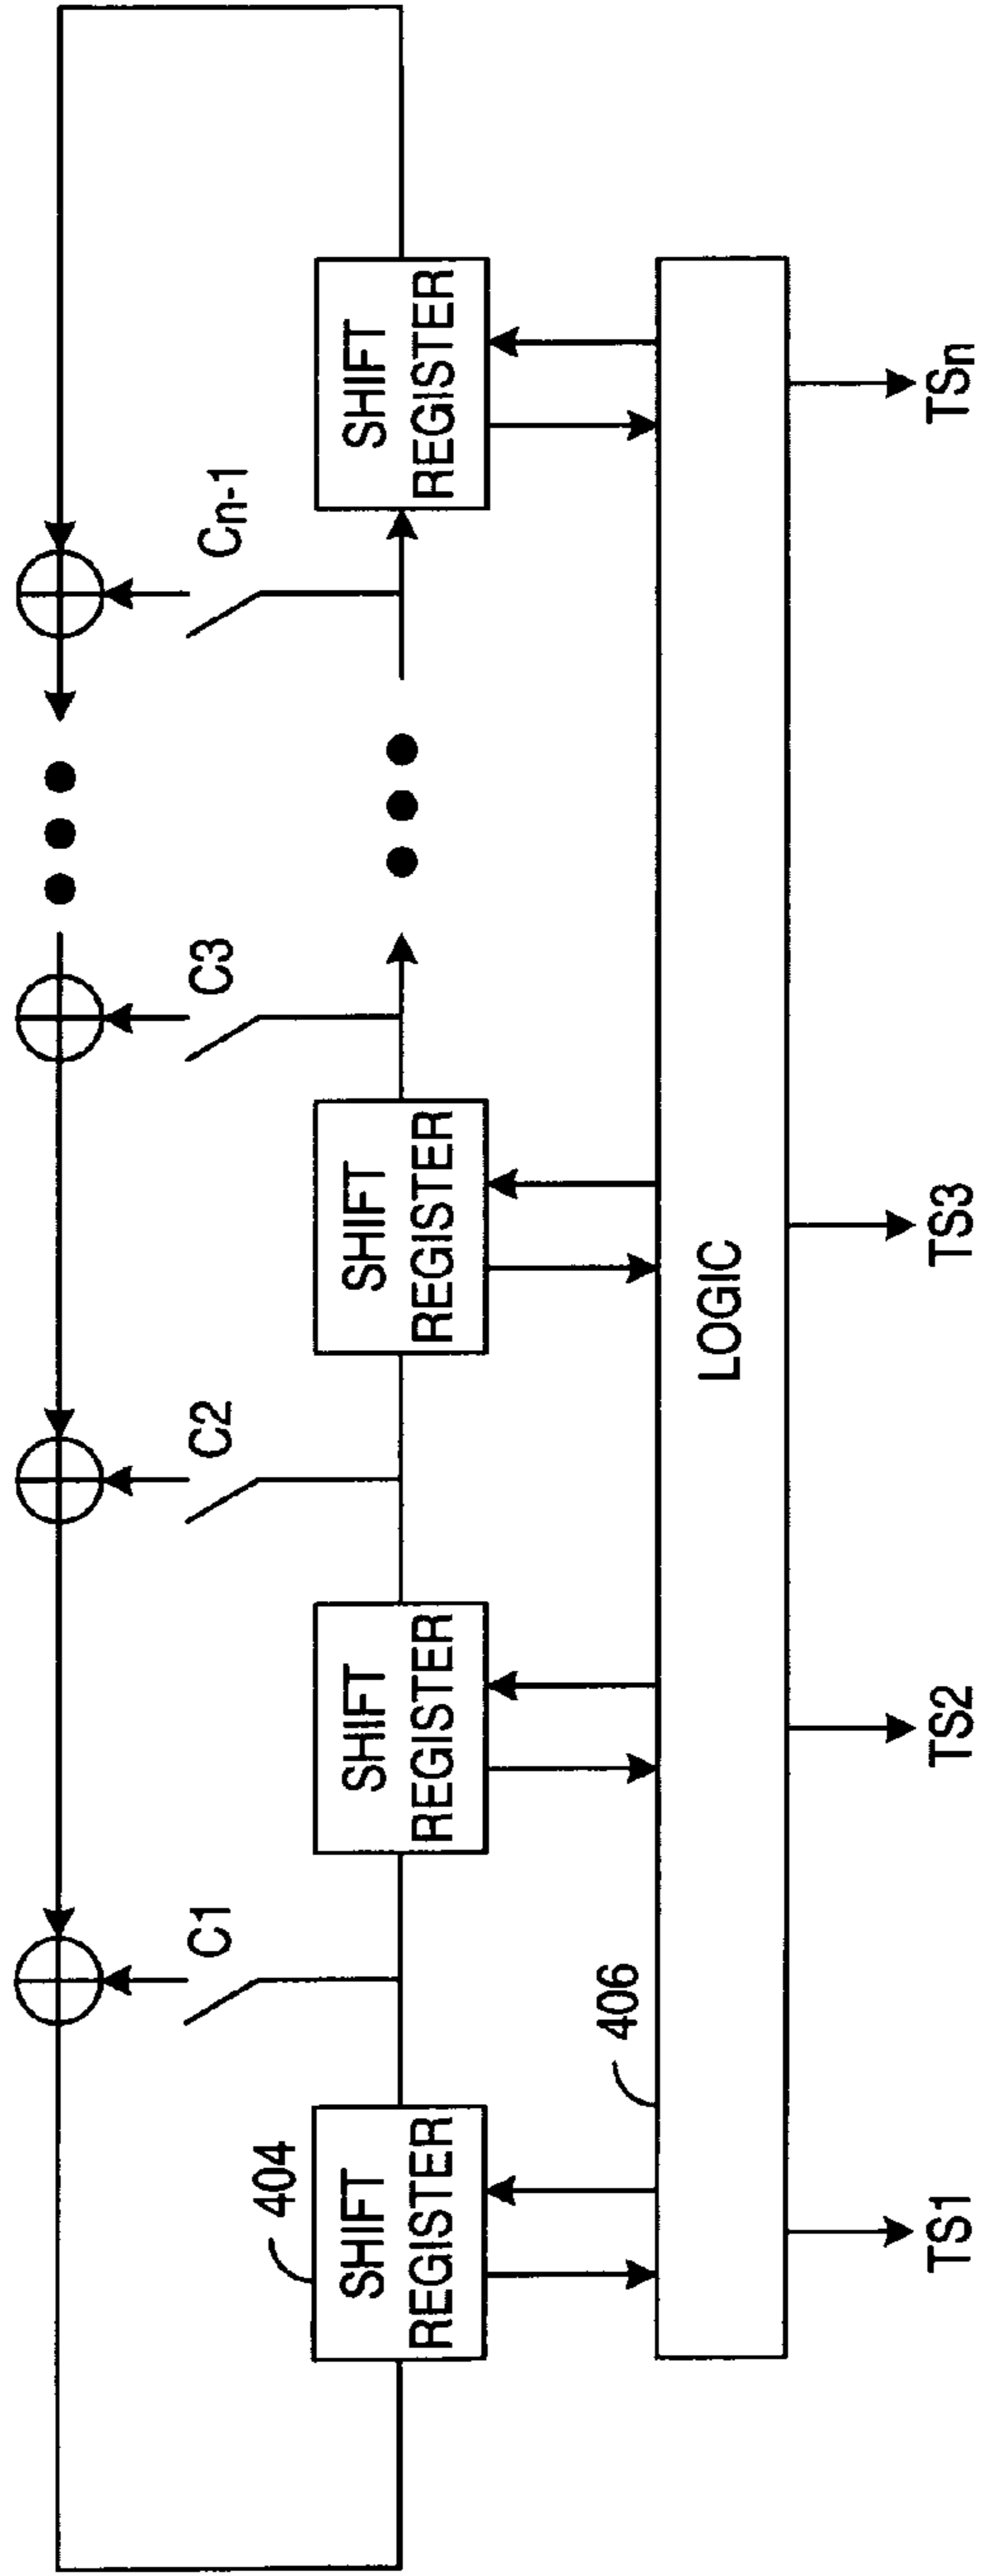 C1
C2
C3
Cn-1
404
SHIFT
REGISTER
SHIFT
REGISTER
SHIFT
REGISTER
SHIFT
REGISTER
406
LOGIC
TS1
TS2
TS3
TSn